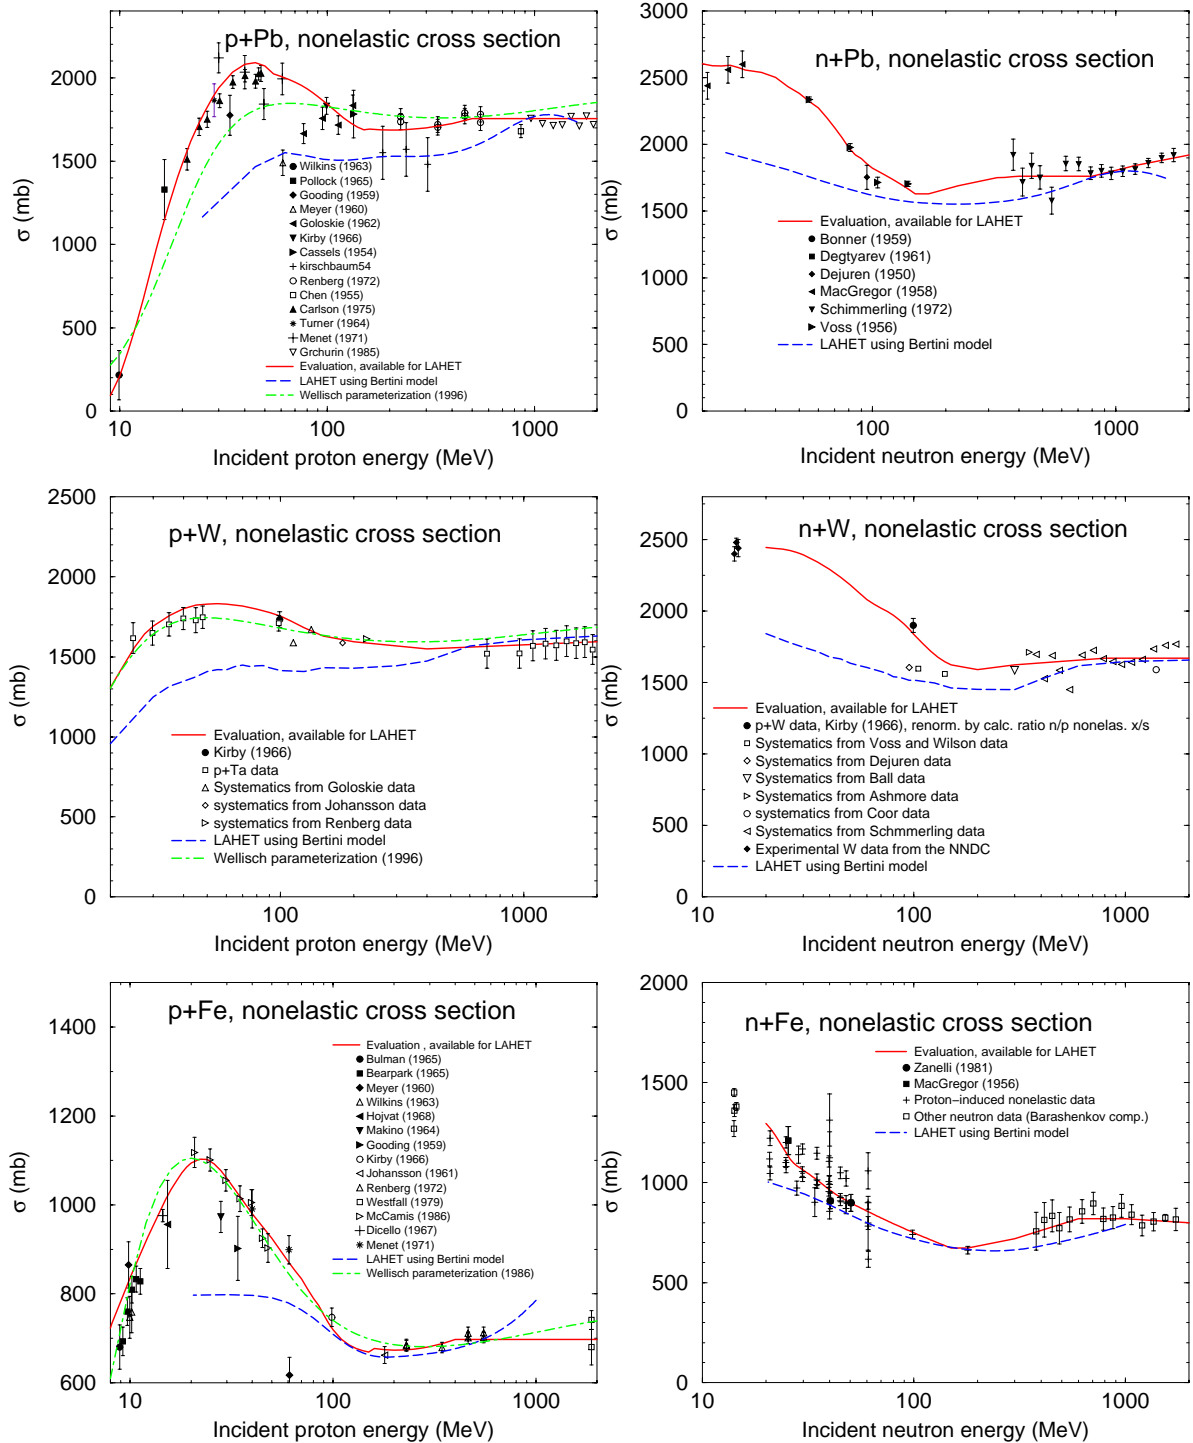 p+Pb, nonelastic cross section
2000
1500
1000
500
0
σ (mb)
Wilkins (1963)
Pollock (1965)
Gooding (1959)
Meyer (1960)
Goloskie (1962)
Kirby (1966)
Cassels (1954)
kirschbaum54
Renberg (1972)
Chen (1955)
Carlson (1975)
Turner (1964)
Menet (1971)
Grchurin (1985)
Evaluation, available for LAHET
LAHET using Bertini model
Wellisch parameterization (1996)
10
100
1000
Incident proton energy (MeV)
n+Pb, nonelastic cross section
3000
2500
2000
1500
1000
500
0
σ (mb)
Evaluation, available for LAHET
Bonner (1959)
Degtyarev (1961)
Dejuren (1950)
MacGregor (1958)
Schimmerling (1972)
Voss (1956)
LAHET using Bertini model
10
100
1000
Incident neutron energy (MeV)
p+W, nonelastic cross section
2500
2000
1500
1000
500
0
σ (mb)
Evaluation, available for LAHET
Kirby (1966)
p+Ta data
Systematics from Goloskie data
systematics from Johansson data
systematics from Renberg data
LAHET using Bertini model
Wellisch parameterization (1996)
100
1000
Incident proton energy (MeV)
n+W, nonelastic cross section
2500
2000
1500
1000
500
0
σ (mb)
Evaluation, available for LAHET
p+W data, Kirby (1966), renorm. by calc. ratio n/p nonelas. x/s
Systematics from Voss and Wilson data
Systematics from Dejuren data
Systematics from Ball data
Systematics from Ashmore data
systematics from Coor data
Systematics from Schmmerling data
Experimental W data from the NNDC
LAHET using Bertini model
10
100
1000
Incident neutron energy (MeV)
p+Fe, nonelastic cross section
1400
1200
1000
800
600
σ (mb)
Evaluation , available for LAHET
Bulman (1965)
Bearpark (1965)
Meyer (1960)
Wilkins (1963)
Hojvat (1968)
Makino (1964)
Gooding (1959)
Kirby (1966)
Johansson (1961)
Renberg (1972)
Westfall (1979)
McCamis (1986)
Dicello (1967)
Menet (1971)
LAHET using Bertini model
Wellisch parameterization (1986)
10
100
1000
Incident proton energy (MeV)
n+Fe, nonelastic cross section
2000
1500
1000
500
0
σ (mb)
Evaluation, available for LAHET
Zanelli (1981)
MacGregor (1956)
Proton−induced nonelastic data
Other neutron data (Barashenkov comp.)
LAHET using Bertini model
10
100
1000
Incident neutron energy (MeV)